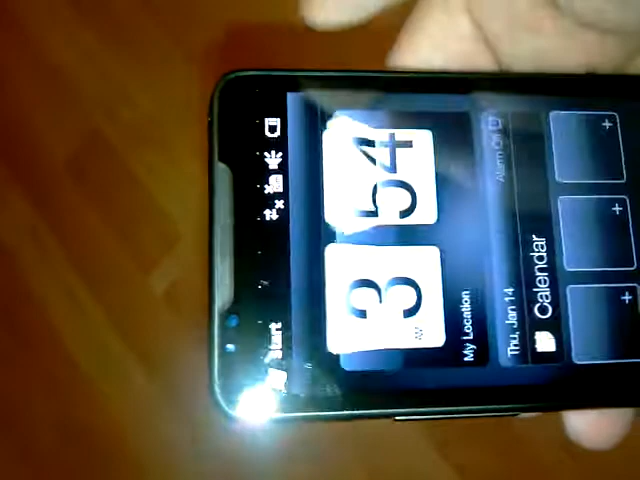 Start
3 54
AM
My Location
Thu, Jan 14
Alarm Off
Calendar